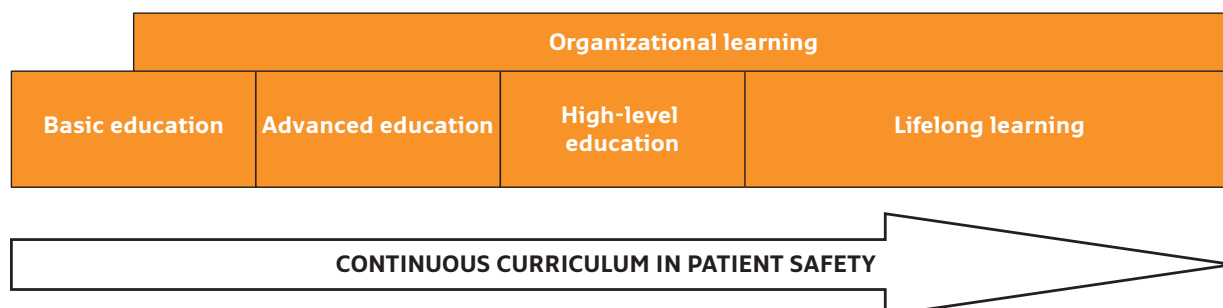 Organizational learning
Basic education
Advanced education
High-level
education
Lifelong learning
CONTINUOUS CURRICULUM IN PATIENT SAFETY